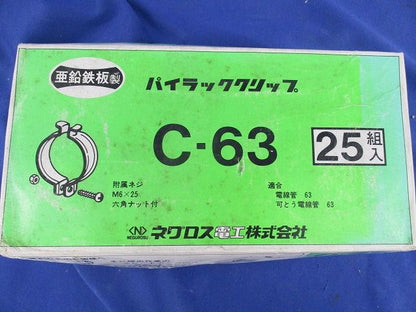 亜鉛鉄板製
パイラッククリップ
C-63
25組入
附属ネジ
M6×25
六角ナット付
適合
電線管 63
可とう電線管 63
NEGUROSU
ネグロス電工株式会社